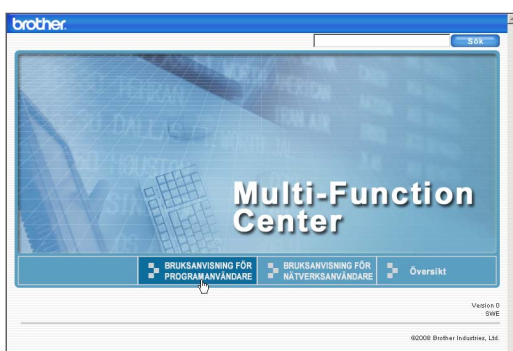 brother.
Sök
Multi-Function
Center
BRUKSANVISNING FÖR
PROGRAMANVÄNDARE
BRUKSANVISNING FÖR
NÄTVERKSANVÄNDARE
Översikt
Version 0
SWE
©2008 Brother Industries, Ltd.